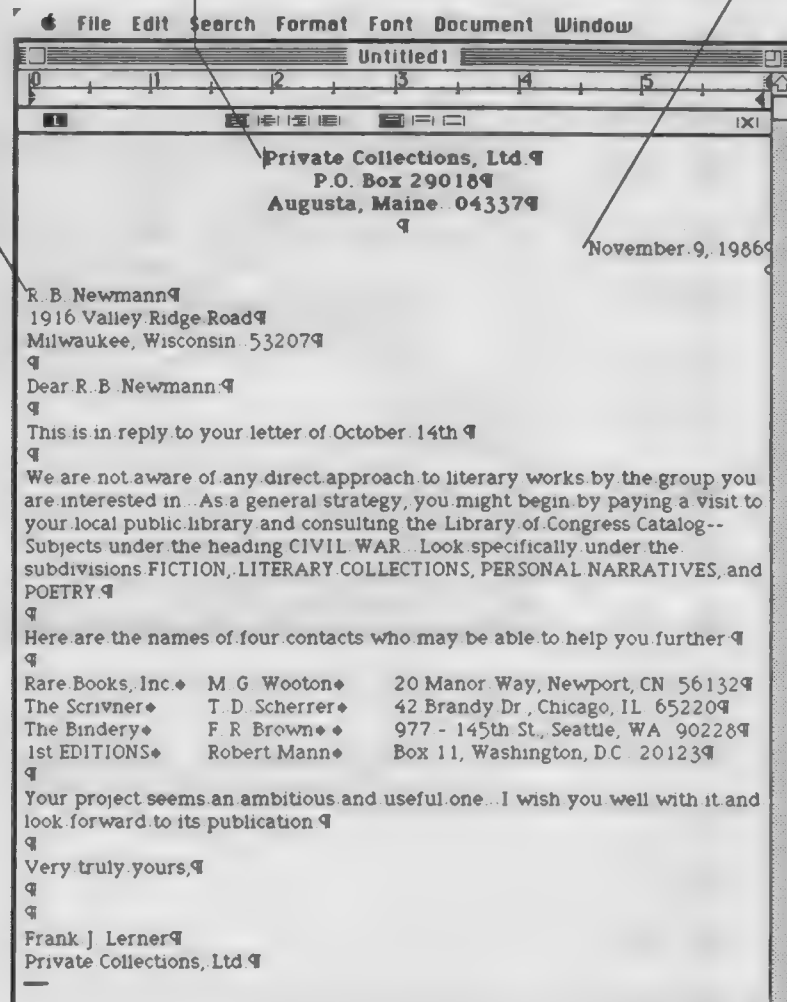 File Edit Search Format Font Document Window
Untitled1
0 1 2 3 4 5
Private Collections, Ltd.¶
P.O. Box 29018¶
Augusta, Maine 04337¶
¶
November 9, 1986¶
¶
R. B. Newmann¶
1916 Valley Ridge Road¶
Milwaukee, Wisconsin 53207¶
¶
Dear R. B. Newmann:¶
¶
This is in reply to your letter of October 14th.¶
¶
We are not aware of any direct approach to literary works by the group you
are interested in. As a general strategy, you might begin by paying a visit to
your local public library and consulting the Library of Congress Catalog--
Subjects under the heading CIVIL WAR. Look specifically under the
subdivisions FICTION, LITERARY COLLECTIONS, PERSONAL NARRATIVES, and
POETRY.¶
¶
Here are the names of four contacts who may be able to help you further.¶
¶
Rare Books, Inc.◆ M. G. Wooton◆ 20 Manor Way, Newport, CN 56132¶
The Scrivner◆ T. D. Scherrer◆ 42 Brandy Dr., Chicago, IL 65220¶
The Bindery◆ F. R. Brown◆ ◆ 977 - 145th St., Seattle, WA 90228¶
1st EDITIONS◆ Robert Mann◆ Box 11, Washington, D.C. 20123¶
¶
Your project seems an ambitious and useful one. I wish you well with it and
look forward to its publication.¶
¶
Very truly yours,¶
¶
¶
Frank J. Lerner¶
Private Collections, Ltd.¶